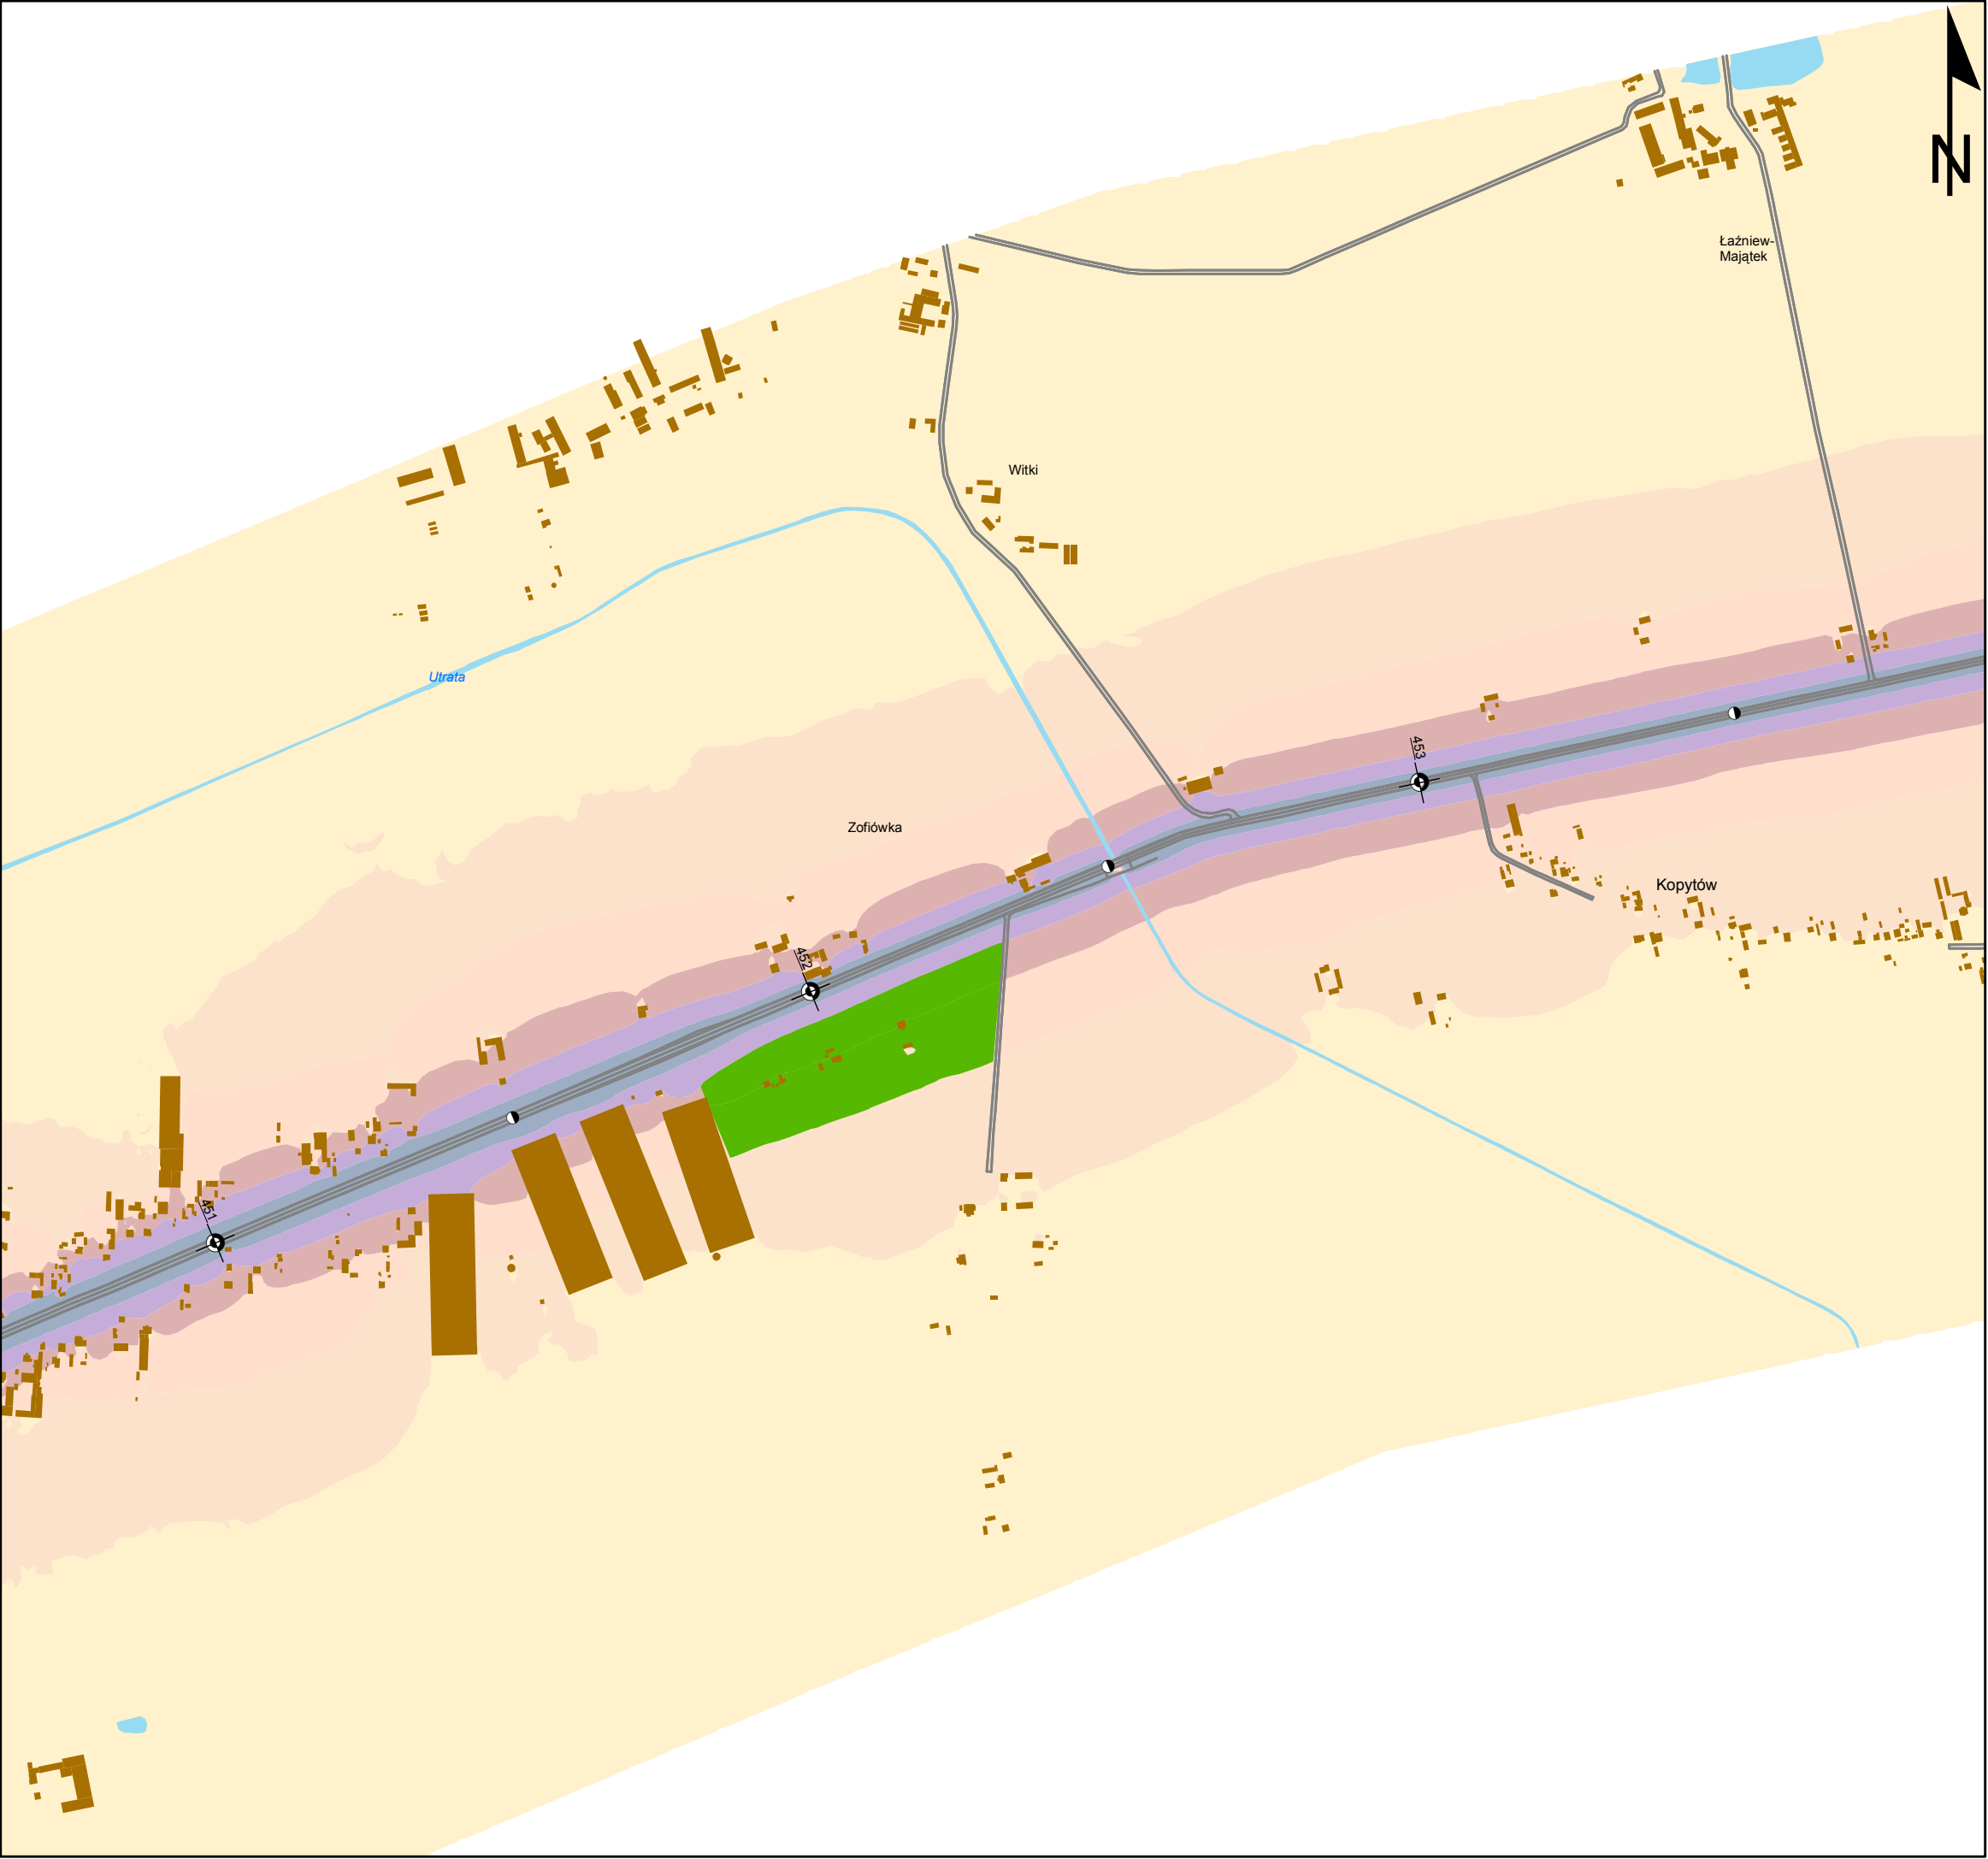 N
Łaźniew-
Majątek
Witki
Utrata
453
Zofiówka
Kopytów
452
451